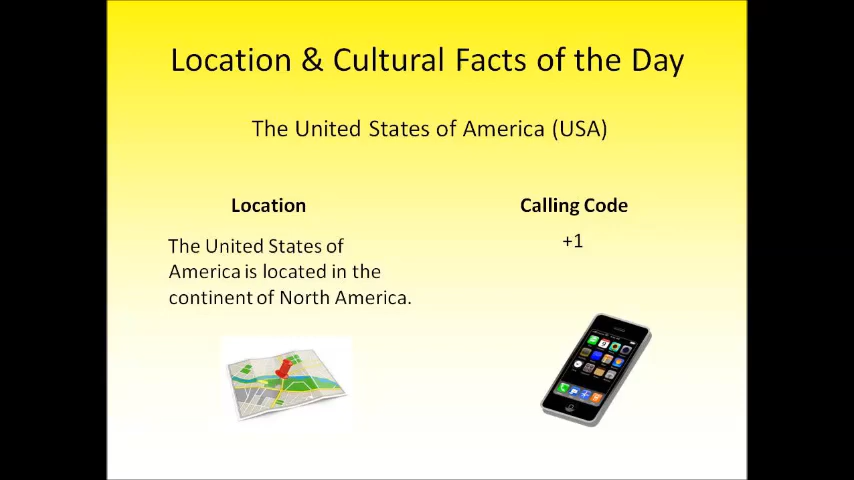 Location & Cultural Facts of the Day
The United States of America (USA)
Location
The United States of
America is located in the
continent of North America.
Calling Code
+1